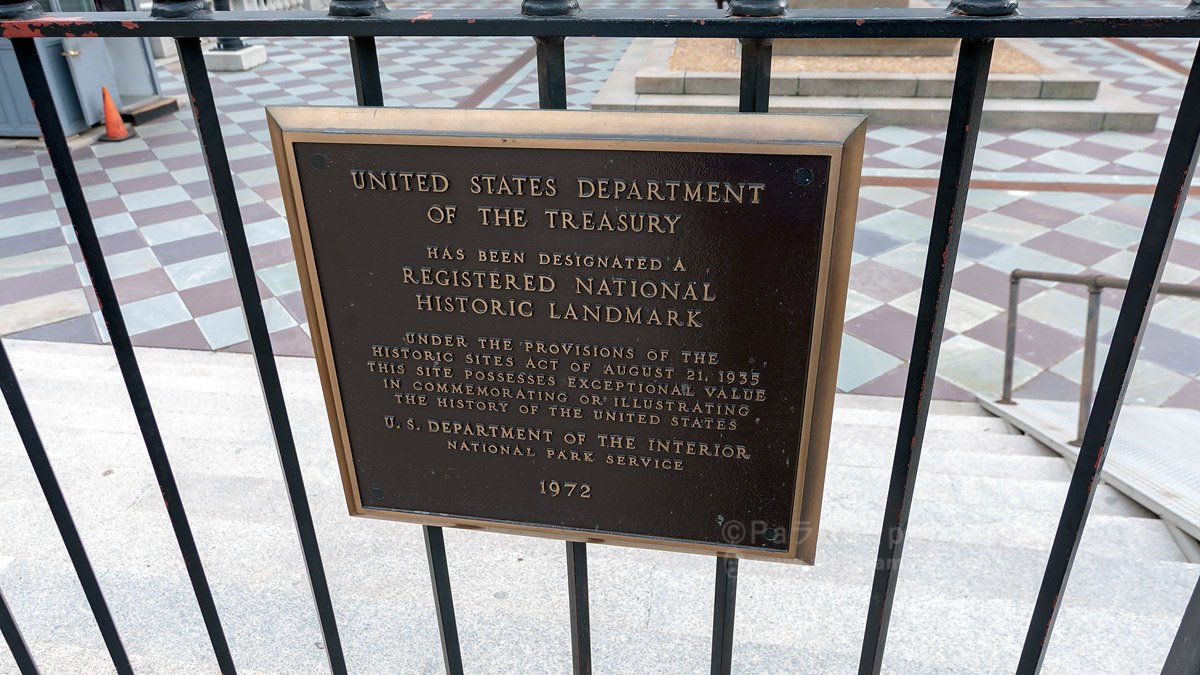 UNITED STATES DEPARTMENT
OF THE TREASURY
HAS BEEN DESIGNATED A
REGISTERED NATIONAL
HISTORIC LANDMARK
UNDER THE PROVISIONS OF THE
HISTORIC SITES ACT OF AUGUST 21, 1935
THIS SITE POSSESSES EXCEPTIONAL VALUE
IN COMMEMORATING OR ILLUSTRATING
THE HISTORY OF THE UNITED STATES
U. S. DEPARTMENT OF THE INTERIOR
NATIONAL PARK SERVICE
1972